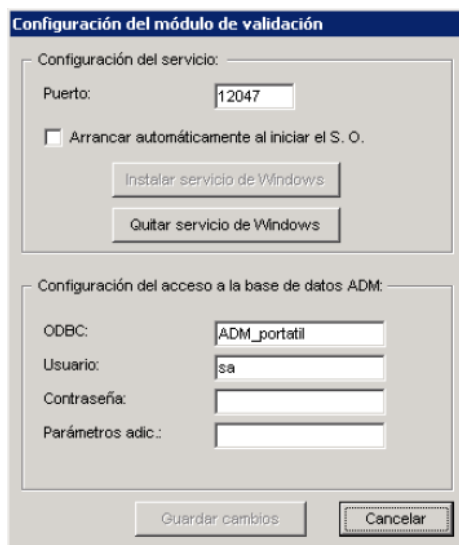 Configuración del módulo de validación
Configuración del servicio:
Puerto: 12047
Arrancar automáticamente al iniciar el S. O.
Instalar servicio de Windows
Quitar servicio de Windows
Configuración del acceso a la base de datos ADM:
ODBC: ADM_portatil
Usuario: sa
Contraseña:
Parámetros adic.:
Guardar cambios Cancelar